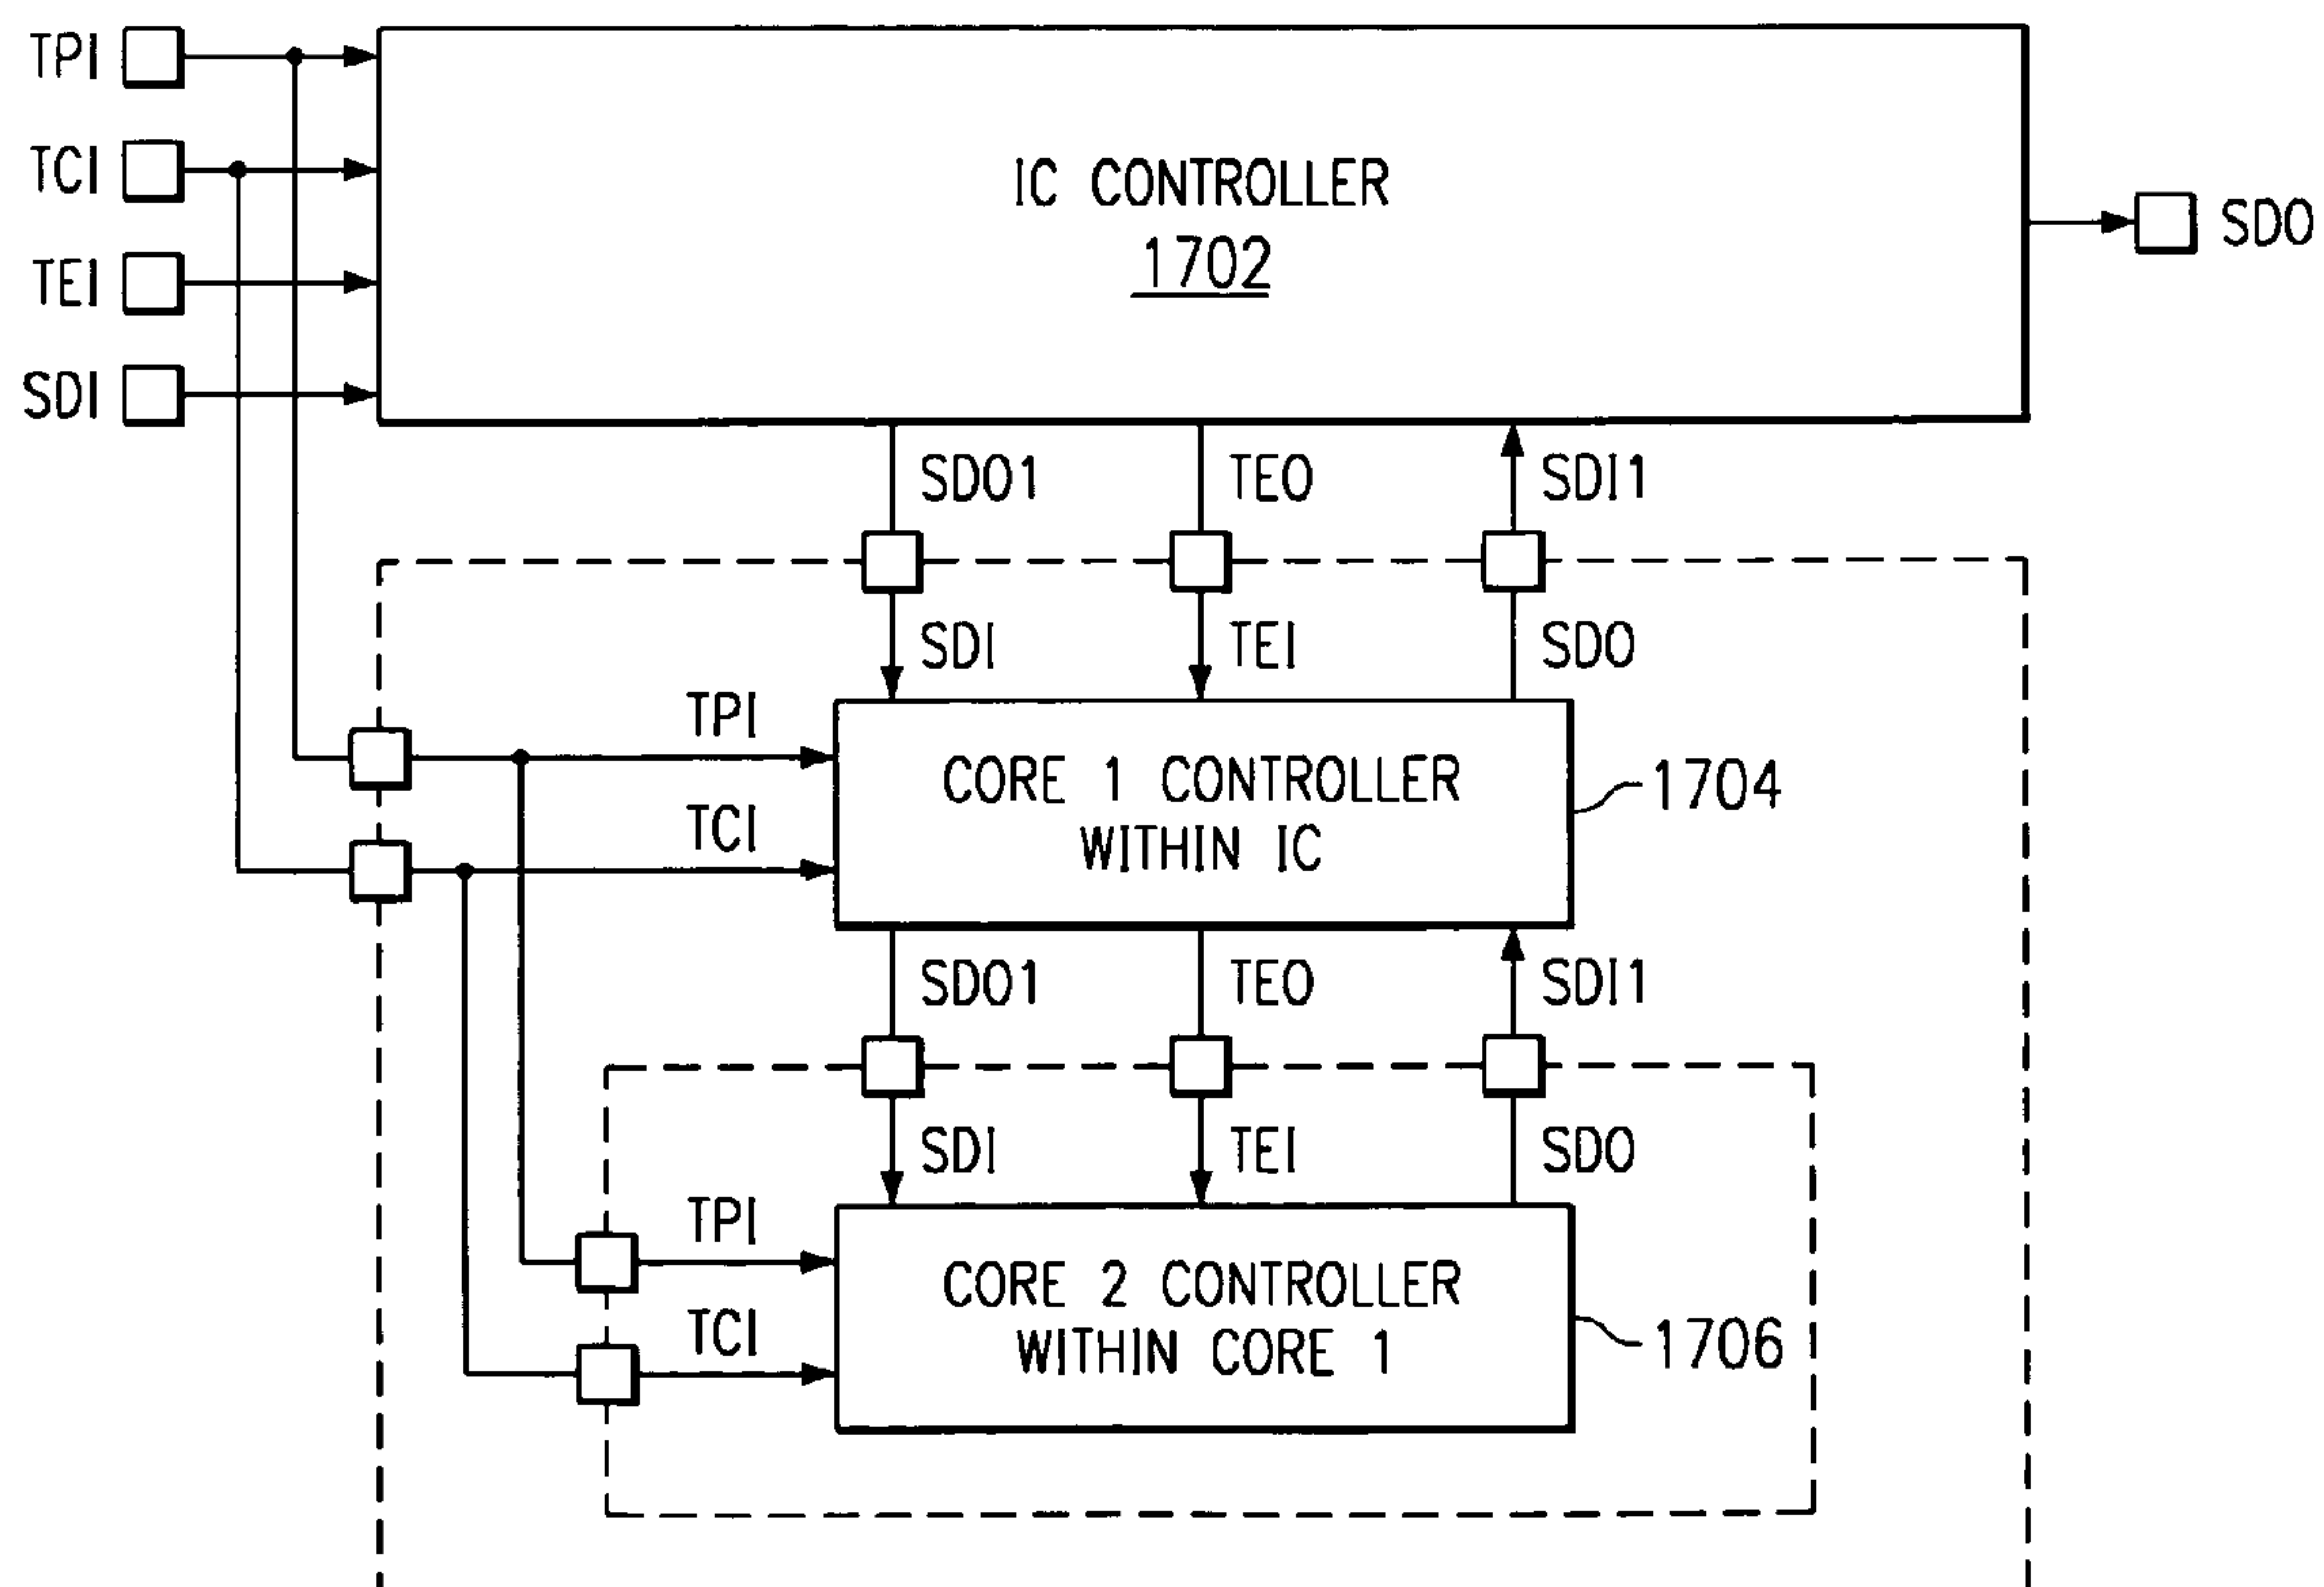 TPI
TCI
TEI
SDI
IC CONTROLLER
1702
SDO
SDO1
TEO
SDI1
SDI
TEI
SDO
TPI
TCI
CORE 1 CONTROLLER
WITHIN IC
1704
SDO1
TEO
SDI1
SDI
TEI
SDO
TPI
TCI
CORE 2 CONTROLLER
WITHIN CORE 1
1706